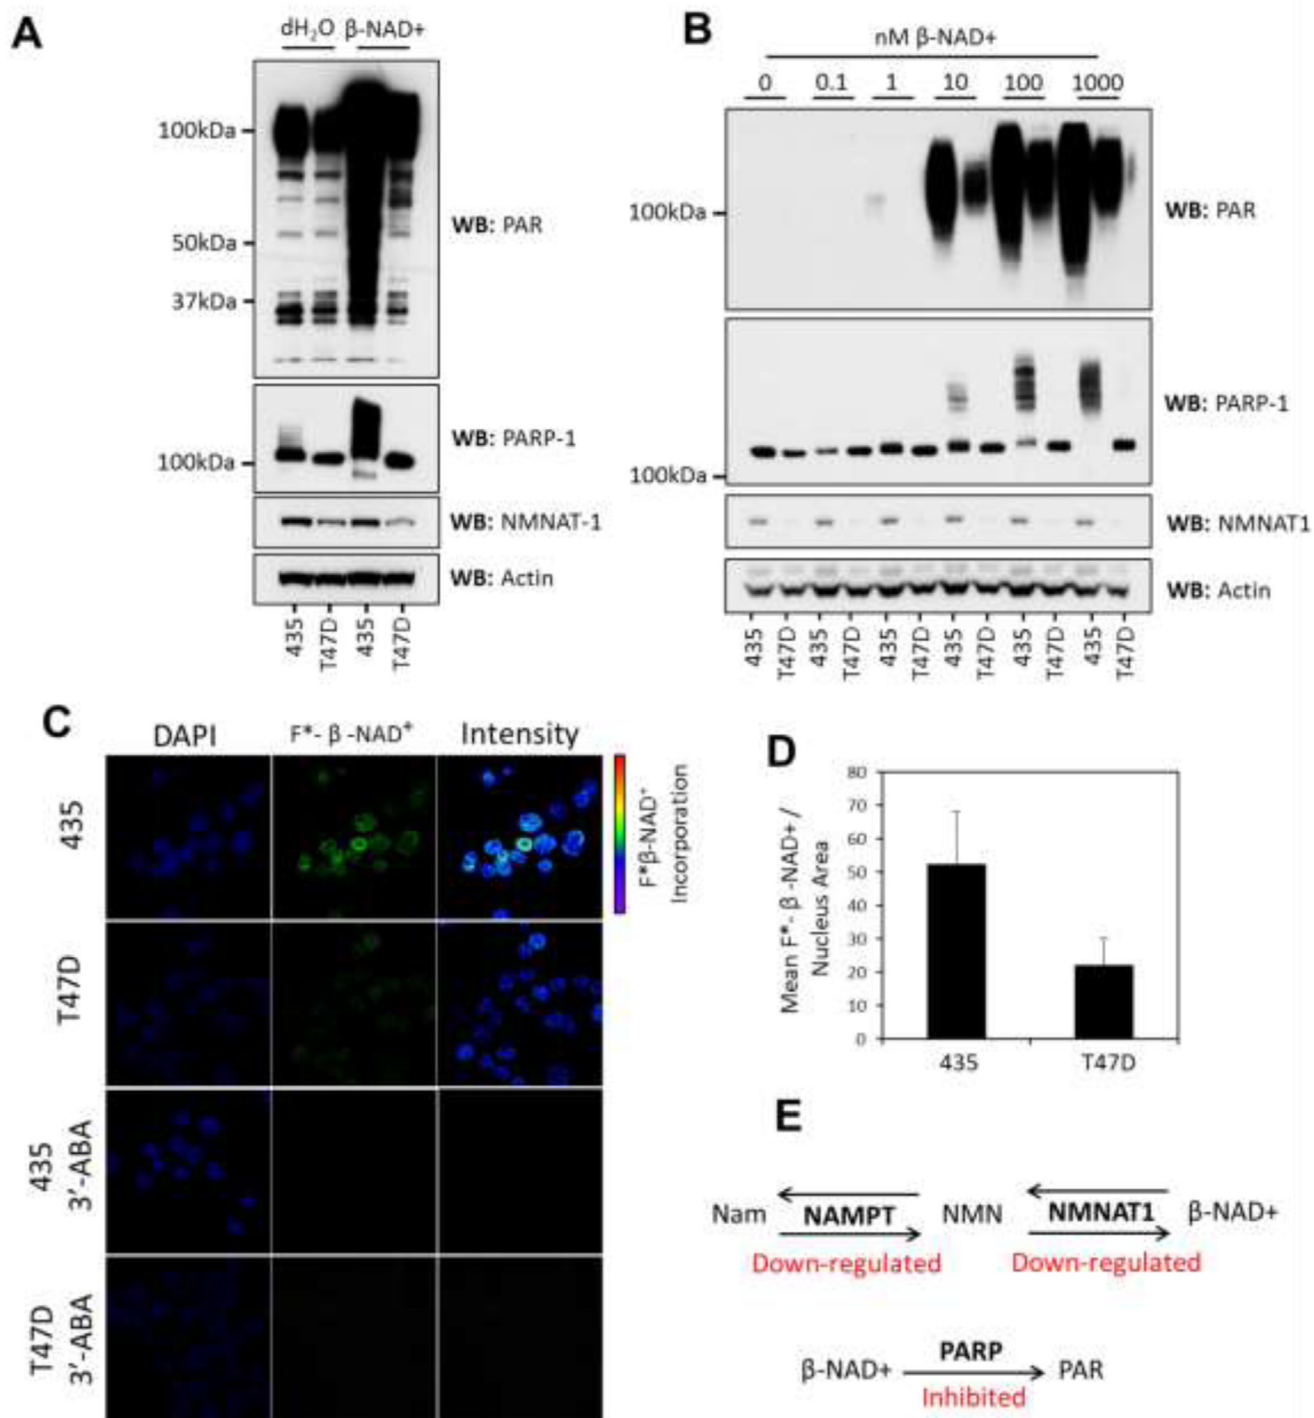 A
dH₂O β-NAD+
100kDa
50kDa
37kDa
WB: PAR
100kDa
WB: PARP-1
WB: NMNAT-1
WB: Actin
435 T47D 435 T47D
B
nM β-NAD+
0 0.1 1 10 100 1000
100kDa
WB: PAR
100kDa
WB: PARP-1
WB: NMNAT1
WB: Actin
435 T47D 435 T47D 435 T47D 435 T47D 435 T47D 435 T47D
C
DAPI F*- β -NAD⁺ Intensity
435
T47D
435
3′-ABA
T47D
3′-ABA
F*β-NAD⁺
Incorporation
D
Mean F*- β -NAD+ /
Nucleus Area
80
70
60
50
40
30
20
10
0
435 T47D
E
Nam NAMPT NMN NMNAT1 β-NAD+
Down-regulated Down-regulated
β-NAD+ PARP PAR
Inhibited